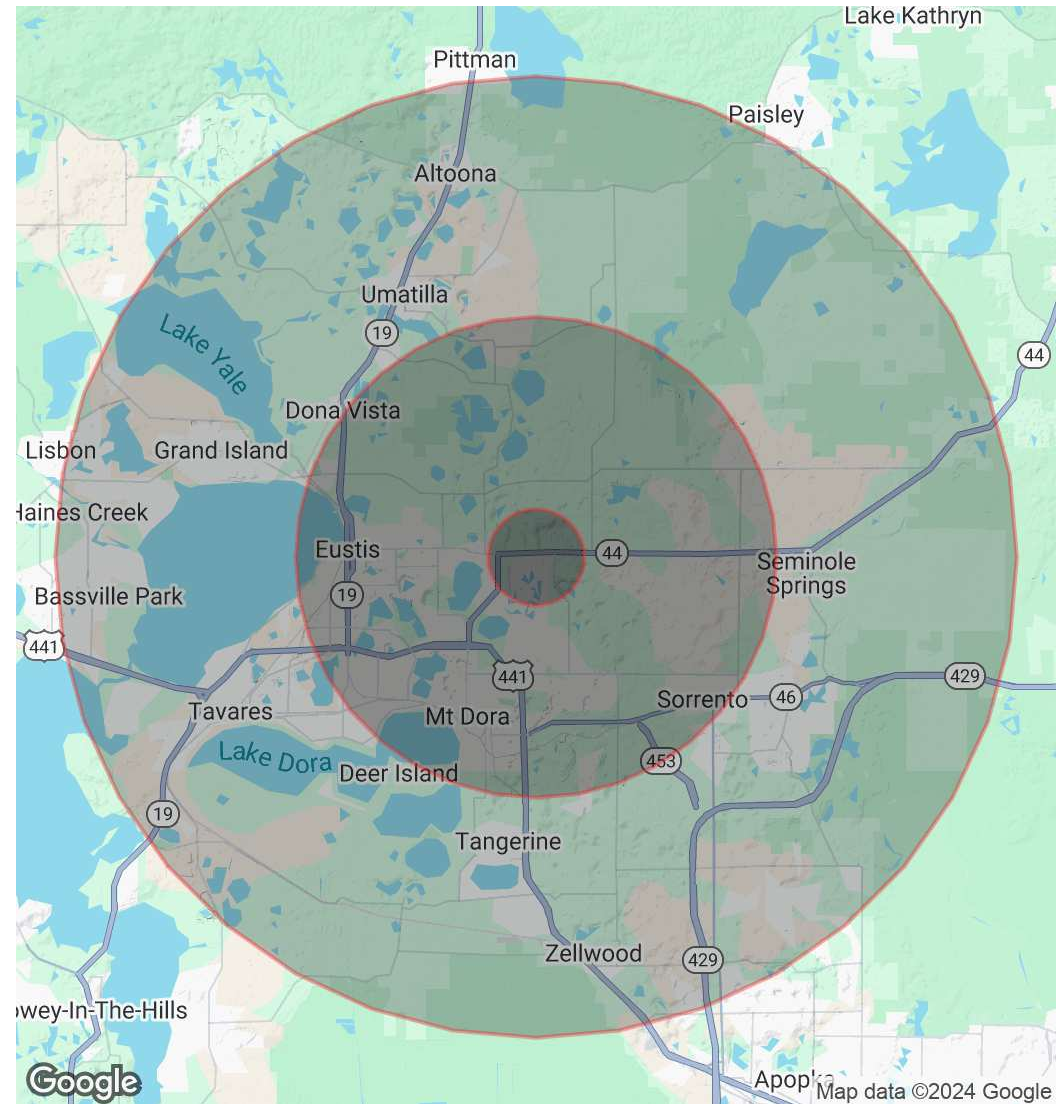 Lake Kathryn
Pittman
Paisley
Altoona
Umatilla
19
Lake Yale
44
Dona Vista
Lisbon
Grand Island
Haines Creek
Eustis
44
Seminole
Springs
19
Bassville Park
441
441
429
Sorrento
46
Tavares
Mt Dora
Lake Dora
Deer Island
453
19
Tangerine
Zellwood
429
owey-In-The-Hills
Google
Apopka
Map data ©2024 Google